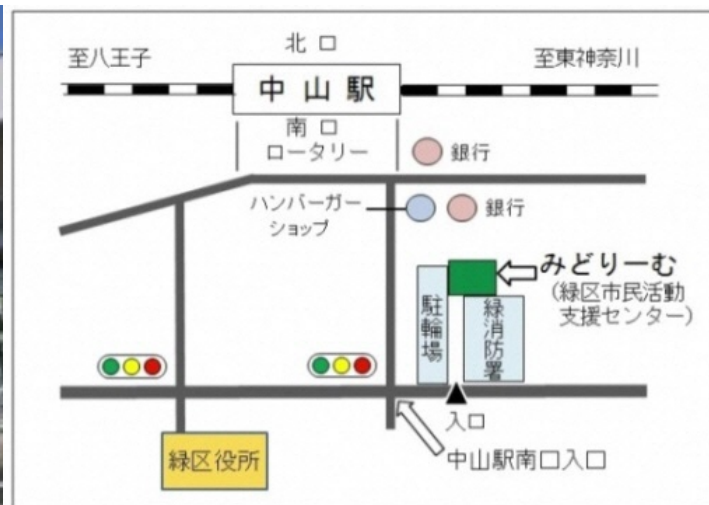 北口
至八王子
至東神奈川
中山駅
南口
ロータリー
銀行
ハンバーガー
ショップ
銀行
みどりーむ
(緑区市民活動
支援センター)
駐輪場
緑消防署
入口
中山駅南口入口
緑区役所